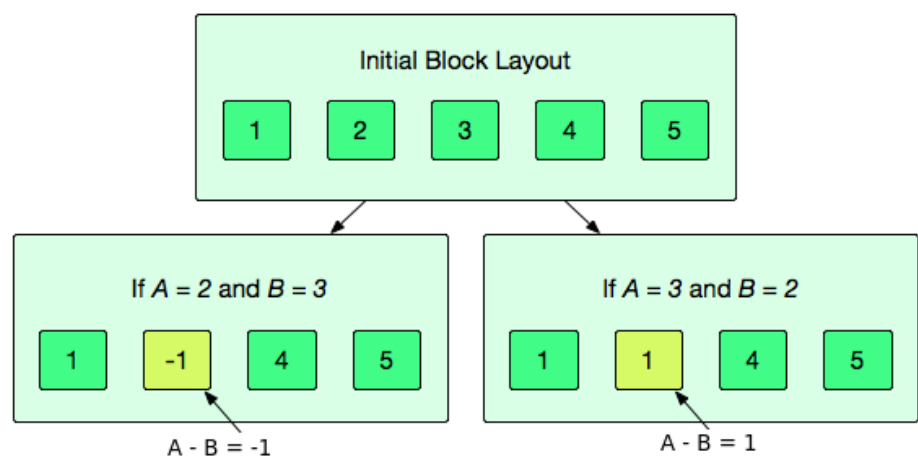 Initial Block Layout
1 2 3 4 5
If A = 2 and B = 3
1 -1 4 5
A - B = -1
If A = 3 and B = 2
1 1 4 5
A - B = 1